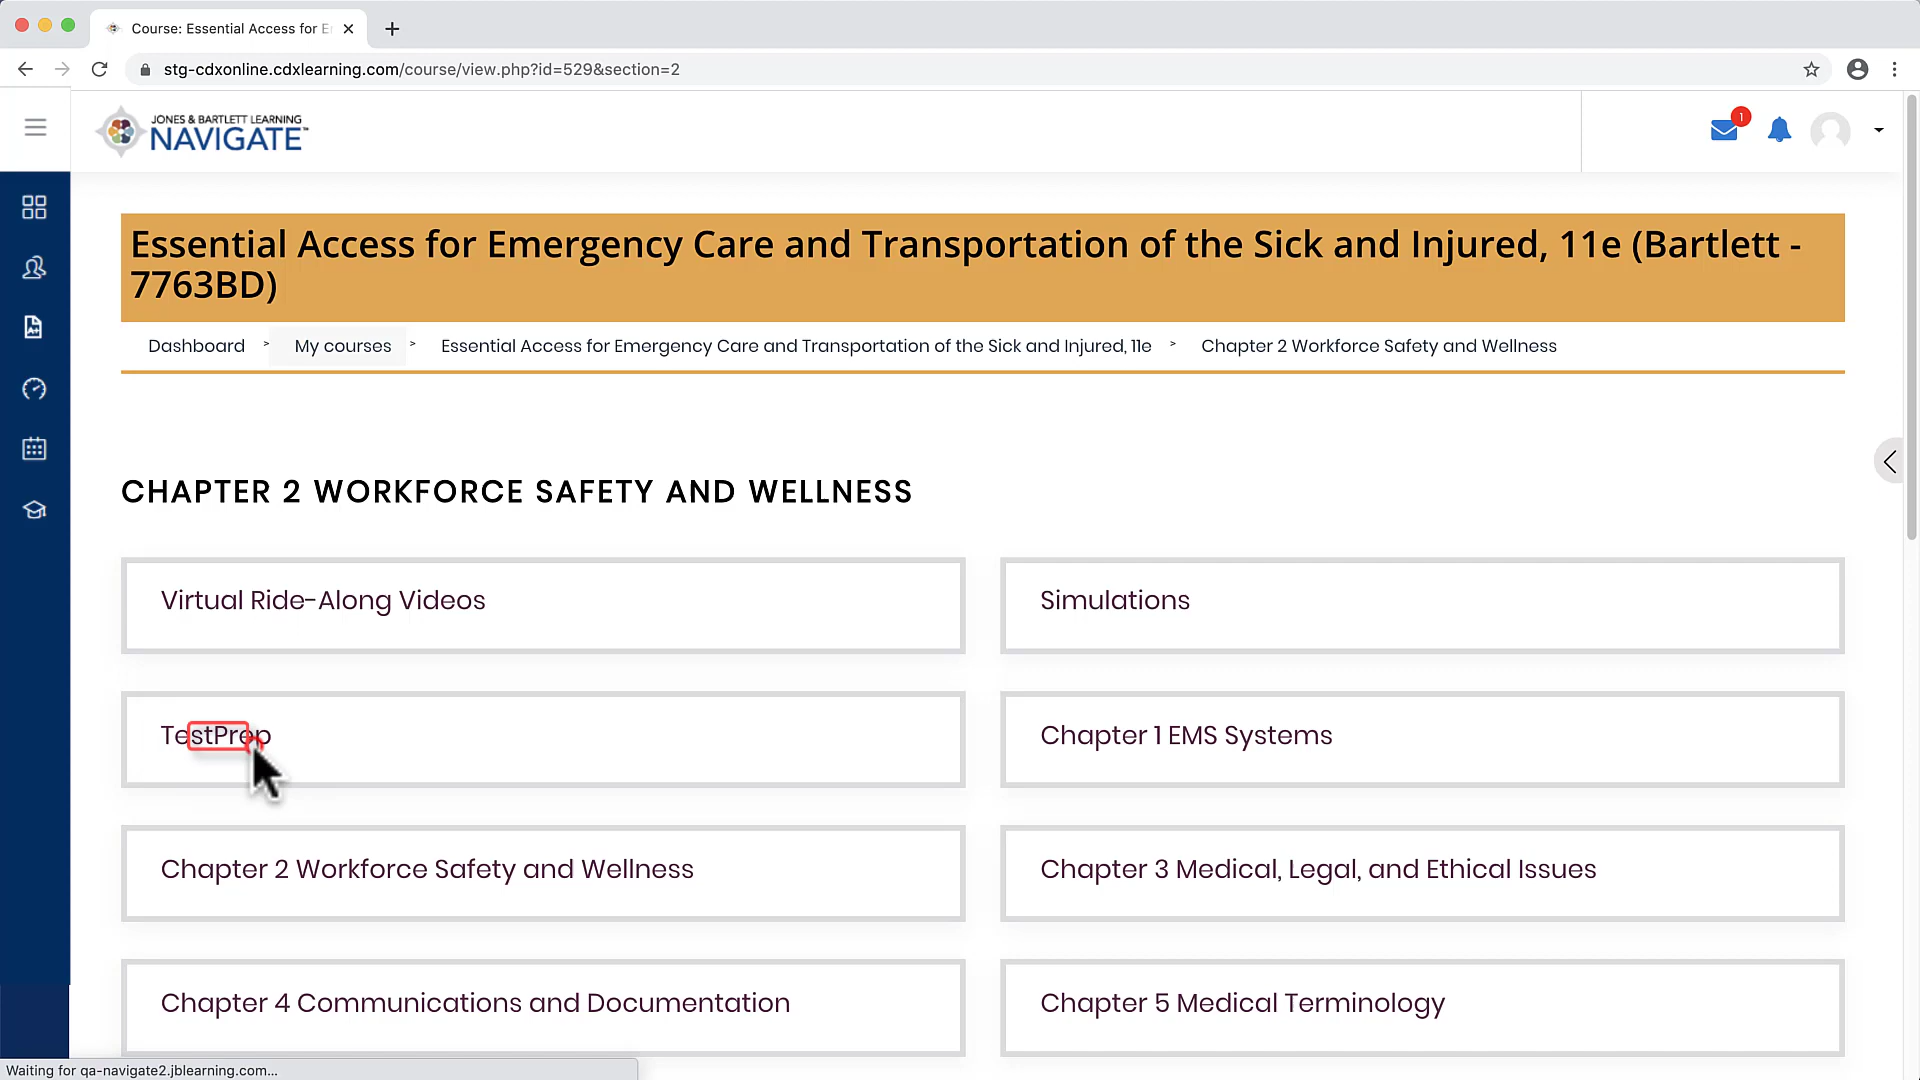 Course: Essential Access for E
stg-cdxonline.cdxlearning.com/course/view.php?id=529&section=2
JONES & BARTLETT LEARNING
NAVIGATE™
1
Essential Access for Emergency Care and Transportation of the Sick and Injured, 11e (Bartlett -
7763BD)
Dashboard > My courses > Essential Access for Emergency Care and Transportation of the Sick and Injured, 11e > Chapter 2 Workforce Safety and Wellness
CHAPTER 2 WORKFORCE SAFETY AND WELLNESS
Virtual Ride-Along Videos
Simulations
TestPrep
Chapter 1 EMS Systems
Chapter 2 Workforce Safety and Wellness
Chapter 3 Medical, Legal, and Ethical Issues
Chapter 4 Communications and Documentation
Chapter 5 Medical Terminology
Waiting for qa-navigate2.jblearning.com...